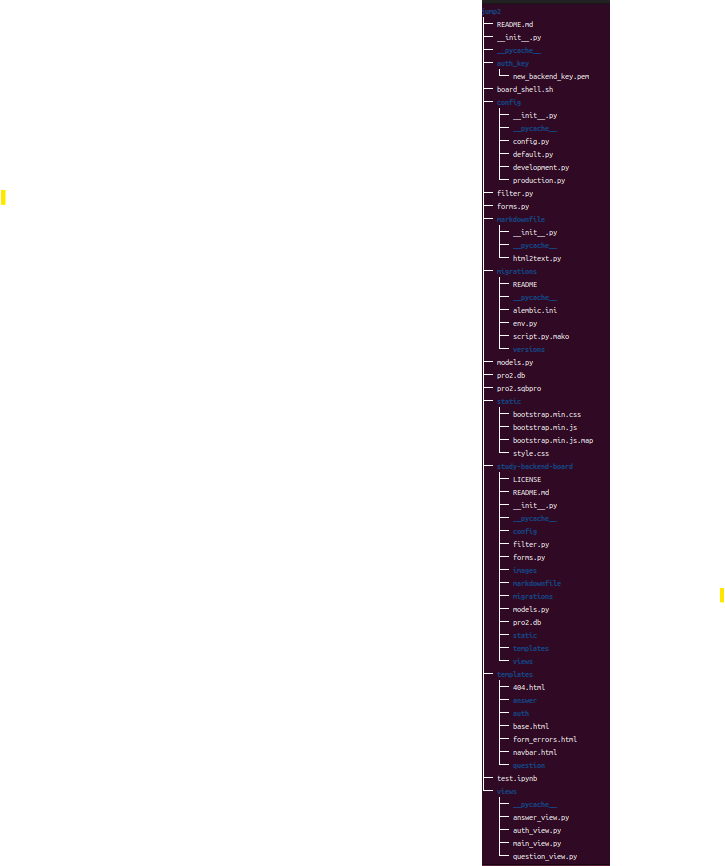 jump2
README.md
__init__.py
__pycache__
auth_key
new_backend_key.pem
board_shell.sh
config
__init__.py
__pycache__
config.py
default.py
development.py
production.py
filter.py
forms.py
markdownfile
__init__.py
__pycache__
html2text.py
migrations
README
__pycache__
alembic.ini
env.py
script.py.mako
versions
models.py
pro2.db
pro2.sqbpro
static
bootstrap.min.css
bootstrap.min.js
bootstrap.min.js.map
style.css
study-backend-board
LICENSE
README.md
__init__.py
__pycache__
config
filter.py
forms.py
images
markdownfile
migrations
models.py
pro2.db
static
templates
views
templates
404.html
answer
auth
base.html
form_errors.html
navbar.html
question
test.ipynb
views
__pycache__
answer_view.py
auth_view.py
main_view.py
question_view.py